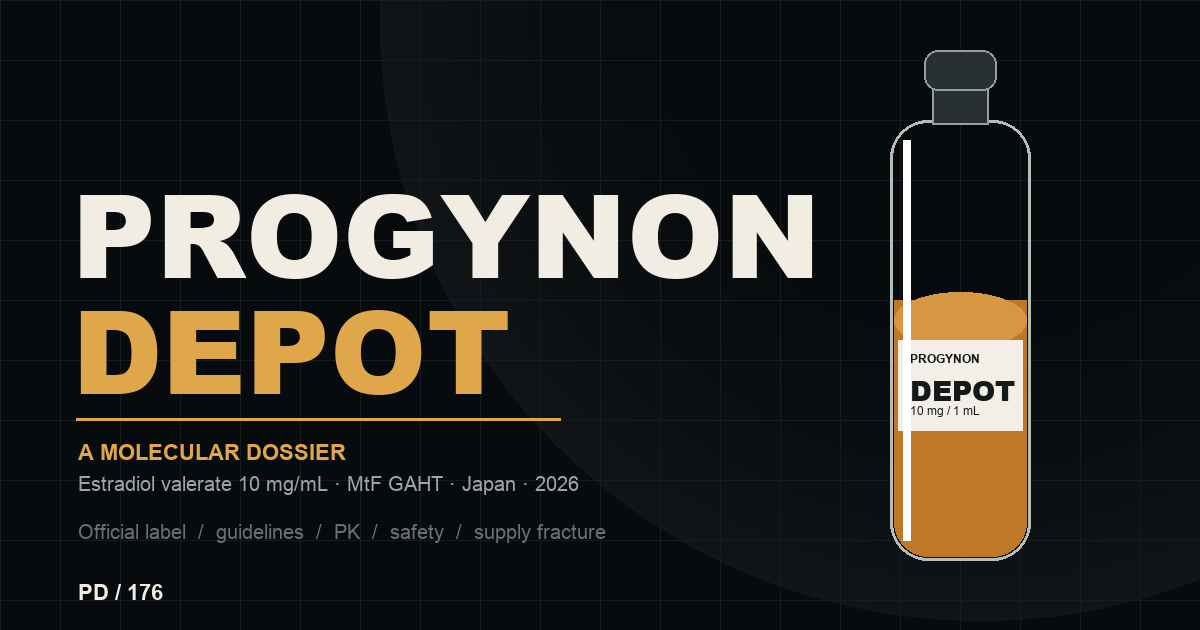 PROGYNON
DEPOT
A MOLECULAR DOSSIER
Estradiol valerate 10 mg/mL · MtF GAHT · Japan · 2026
Official label / guidelines / PK / safety / supply fracture
PD / 176
PROGYNON
DEPOT
10 mg / 1 mL